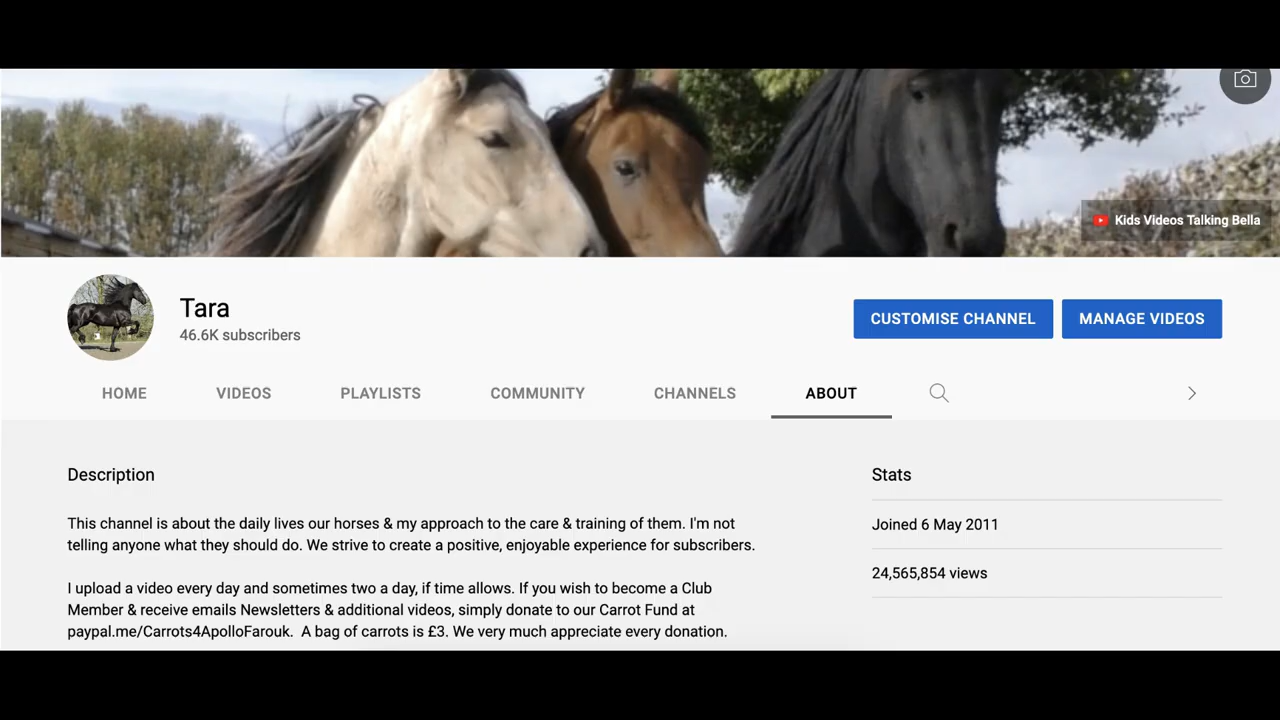 Kids Videos Talking Bella
Tara
46.6K subscribers
CUSTOMISE CHANNEL
MANAGE VIDEOS
HOME
VIDEOS
PLAYLISTS
COMMUNITY
CHANNELS
ABOUT
Description
This channel is about the daily lives our horses & my approach to the care & training of them. I'm not
telling anyone what they should do. We strive to create a positive, enjoyable experience for subscribers.
I upload a video every day and sometimes two a day, if time allows. If you wish to become a Club
Member & receive emails Newsletters & additional videos, simply donate to our Carrot Fund at
paypal.me/Carrots4ApolloFarouk.  A bag of carrots is £3. We very much appreciate every donation.
Stats
Joined 6 May 2011
24,565,854 views